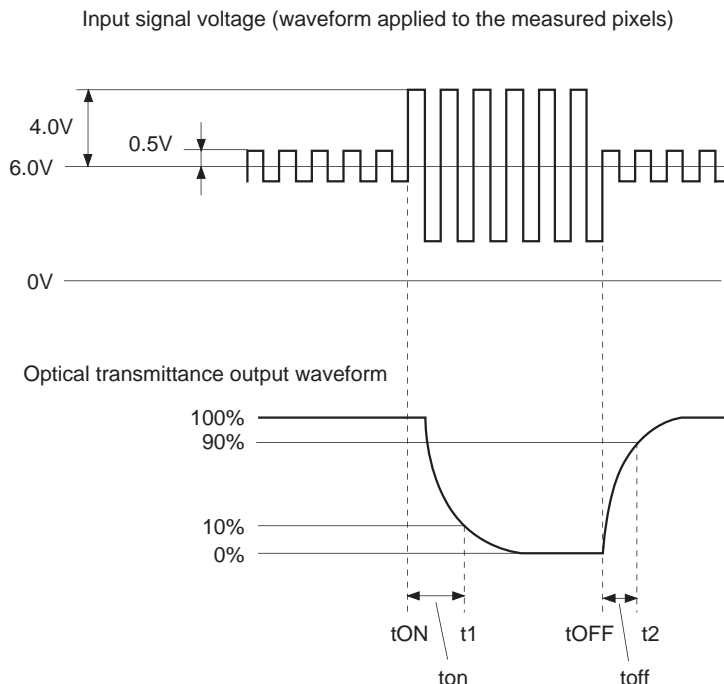 Input signal voltage (waveform applied to the measured pixels)
4.0V
0.5V
6.0V
0V
Optical transmittance output waveform
100%
90%
10%
0%
tON t1 tOFF t2
ton toff